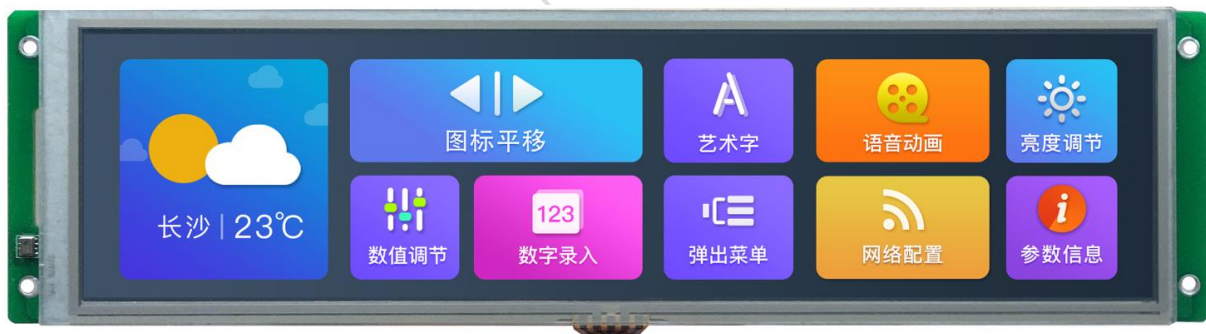 图标平移
艺术字
语音动画
亮度调节
长沙 | 23℃
数值调节
123
数字录入
弹出菜单
网络配置
参数信息